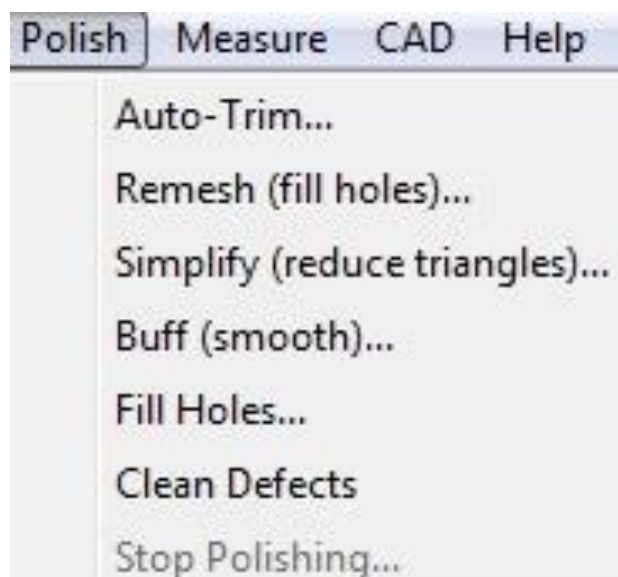 Polish Measure CAD Help
Auto-Trim...
Remesh (fill holes)...
Simplify (reduce triangles)...
Buff (smooth)...
Fill Holes...
Clean Defects
Stop Polishing...